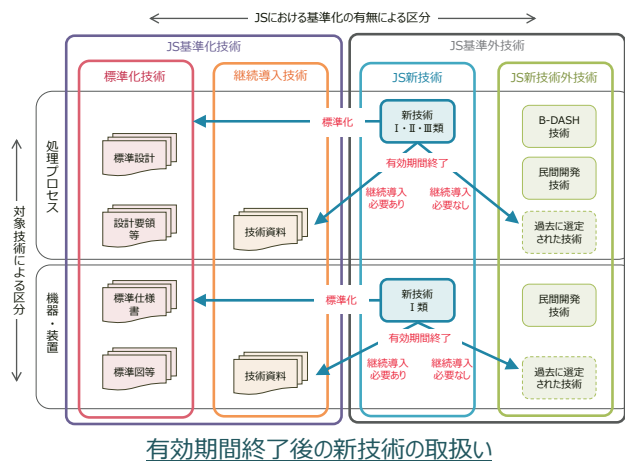 JSにおける基準化の有無による区分
JS基準化技術
JS基準外技術
標準化技術
継続導入技術
JS新技術
JS新技術外技術
対象技術による区分
処理プロセス
標準設計
設計要領
等
技術資料
標準化
新技術
Ⅰ・Ⅱ・Ⅲ類
有効期間終了
継続導入
必要あり
継続導入
必要なし
B-DASH
技術
民間開発
技術
過去に選定
された技術
機器・装置
標準仕様
書
標準図等
技術資料
標準化
新技術
Ⅰ類
有効期間終了
継続導入
必要あり
継続導入
必要なし
民間開発
技術
過去に選定
された技術
有効期間終了後の新技術の取扱い